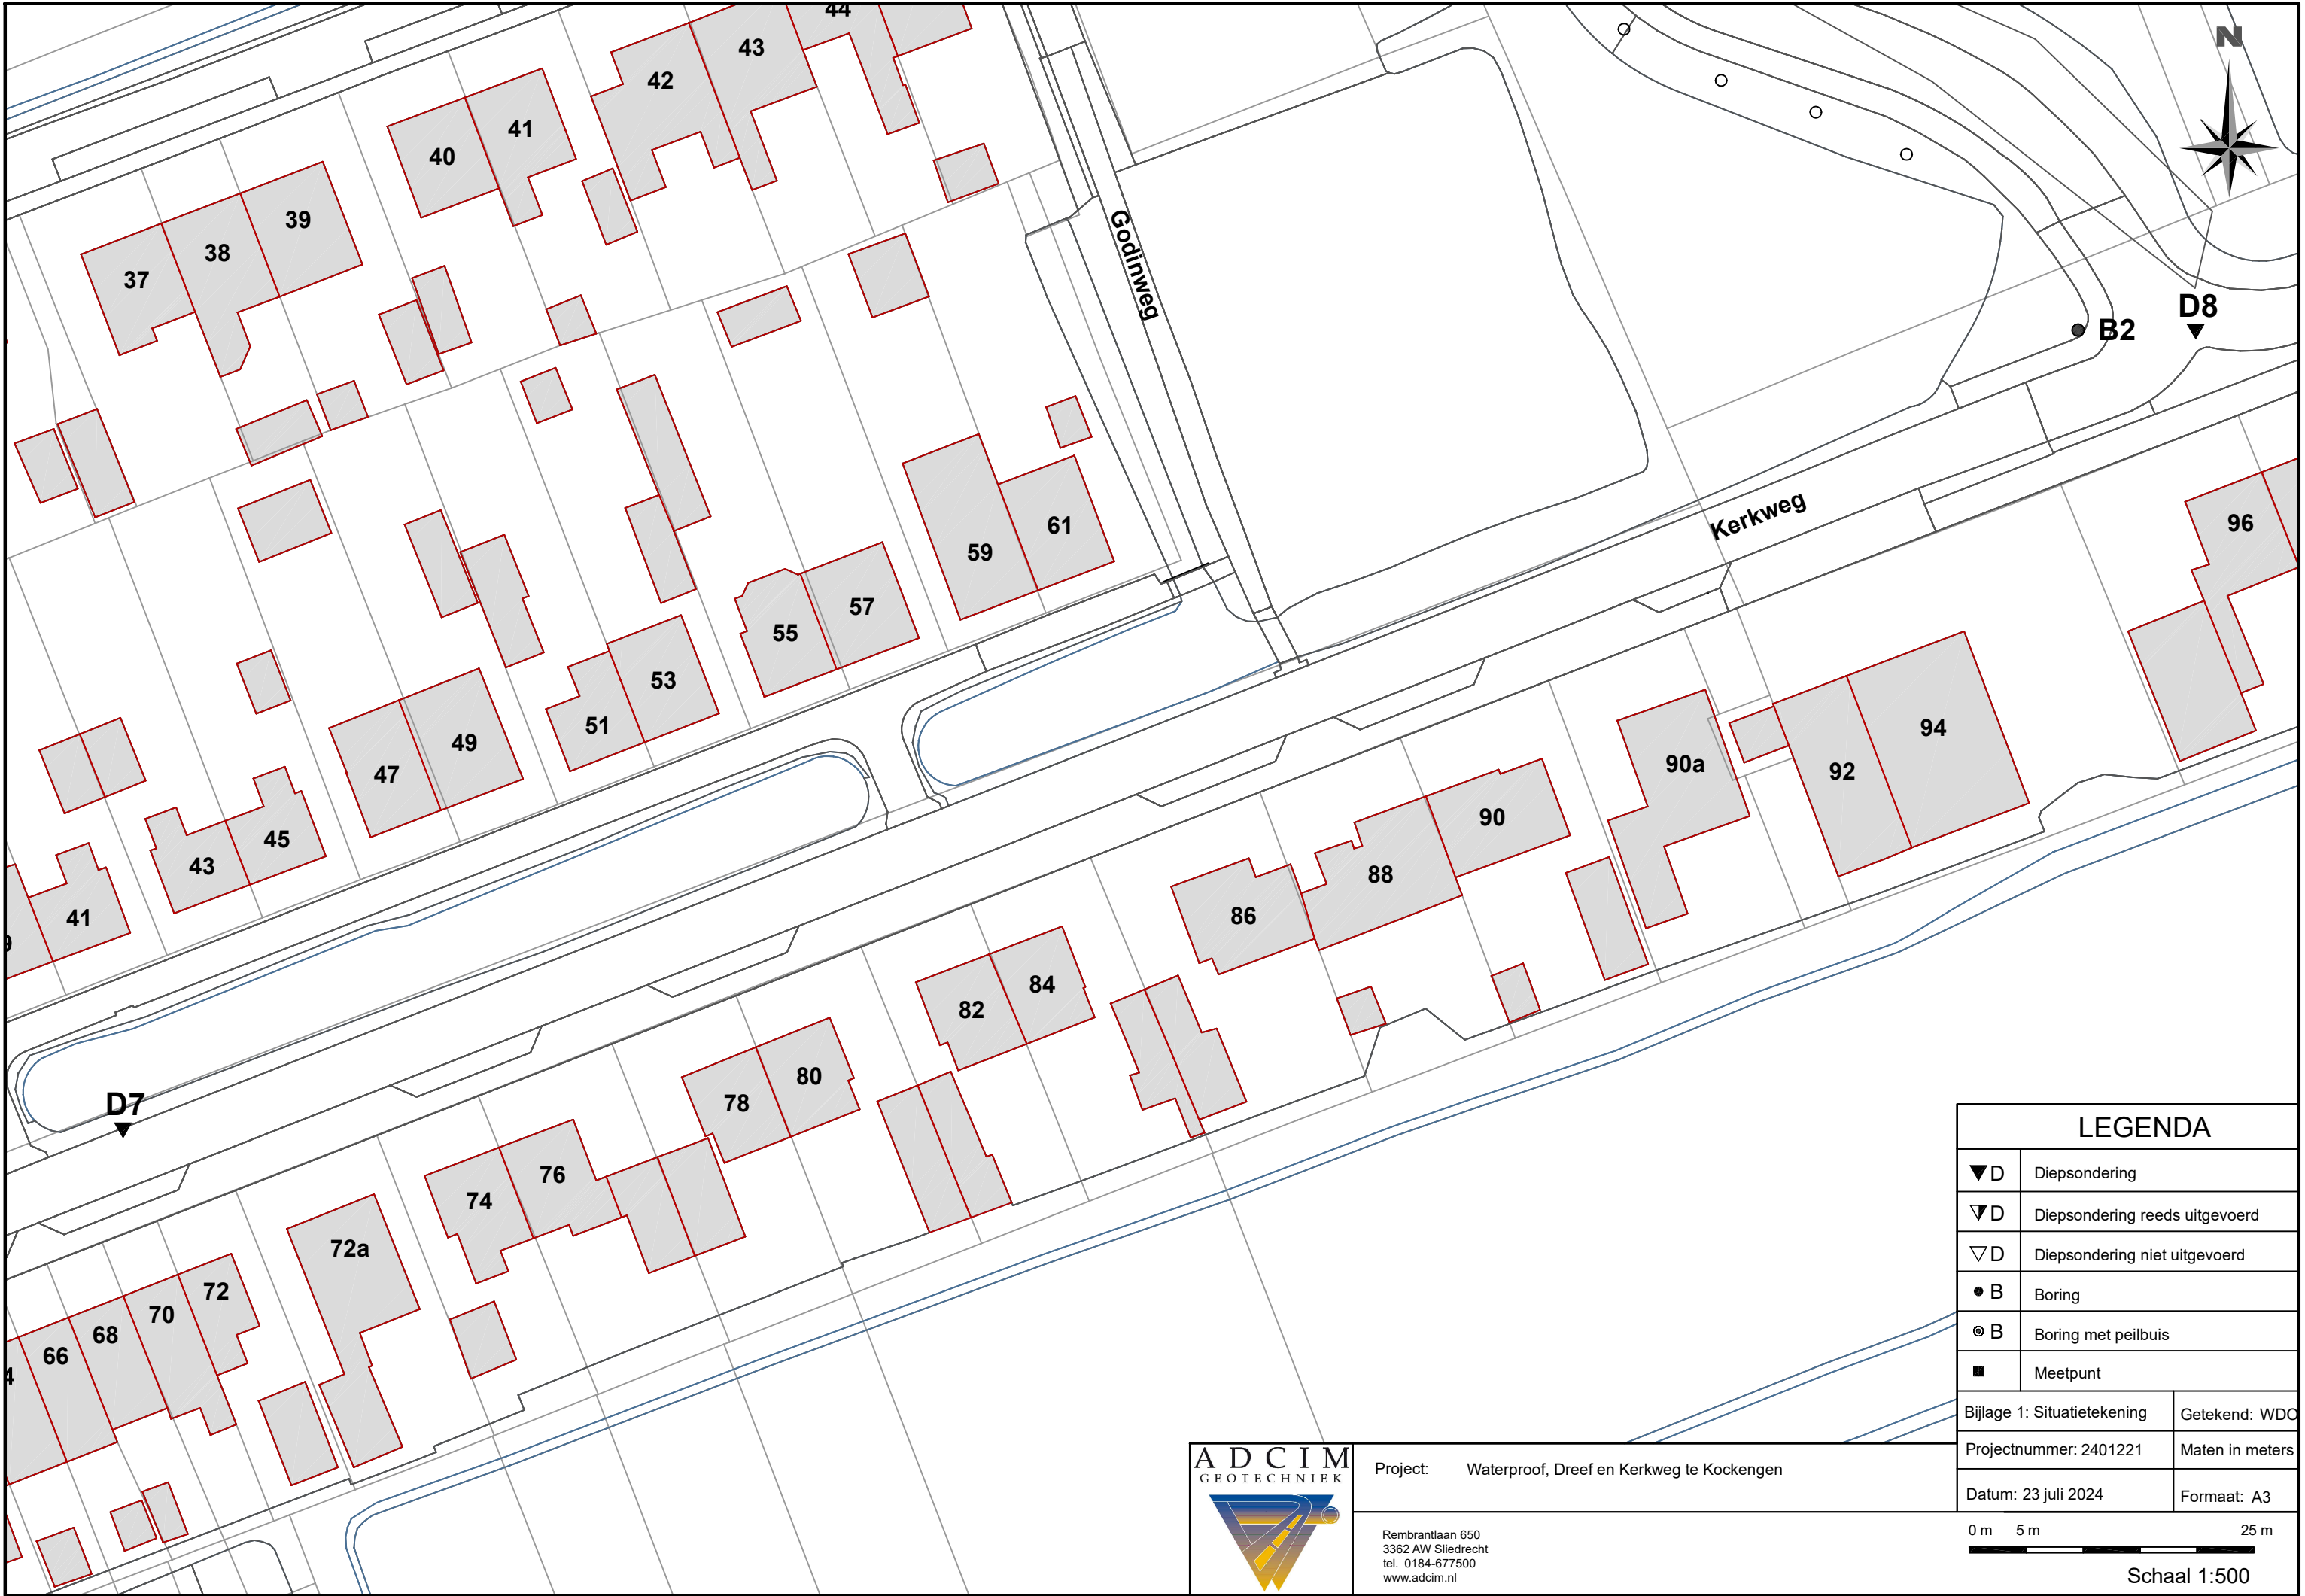 44
43
42
41
40
39
38
37
N
Godinweg
D8
B2
Kerkweg
61
59
57
55
53
51
49
47
45
43
41
96
94
92
90a
90
88
86
84
82
80
78
76
74
72a
72
70
68
66
D7
LEGENDA
D Diepsondering
D Diepsondering reeds uitgevoerd
D Diepsondering niet uitgevoerd
B Boring
B Boring met peilbuis
Meetpunt
Bijlage 1: Situatietekening Getekend: WDO
Projectnummer: 2401221 Maten in meters
Datum: 23 juli 2024 Formaat: A3
0 m 5 m 25 m
Schaal 1:500
ADCIM
GEOTECHNIEK
Project: Waterproof, Dreef en Kerkweg te Kockengen
Rembrantlaan 650
3362 AW Sliedrecht
tel. 0184-677500
www.adcim.nl